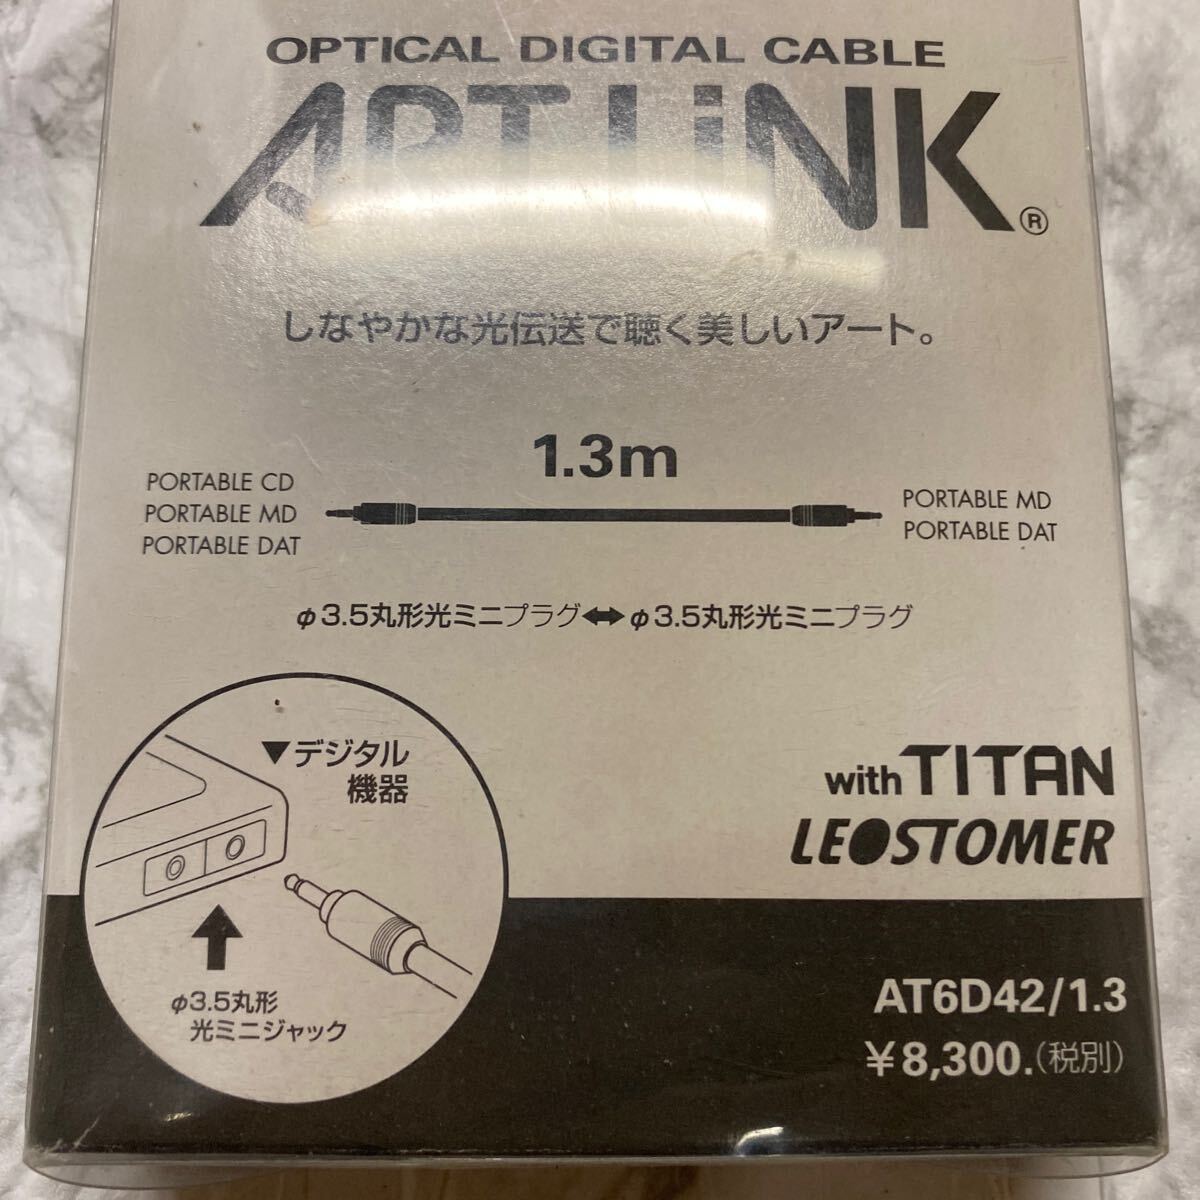 OPTICAL DIGITAL CABLE
ART LiNK®
しなやかな光伝送で聴く美しいアート。
1.3m
PORTABLE CD
PORTABLE MD
PORTABLE DAT
PORTABLE MD
PORTABLE DAT
φ3.5丸形光ミニプラグ⬌φ3.5丸形光ミニプラグ
▼デジタル
機器
φ3.5丸形
光ミニジャック
with TITAN
LEOSTOMER
AT6D42/1.3
¥8,300.(税別)